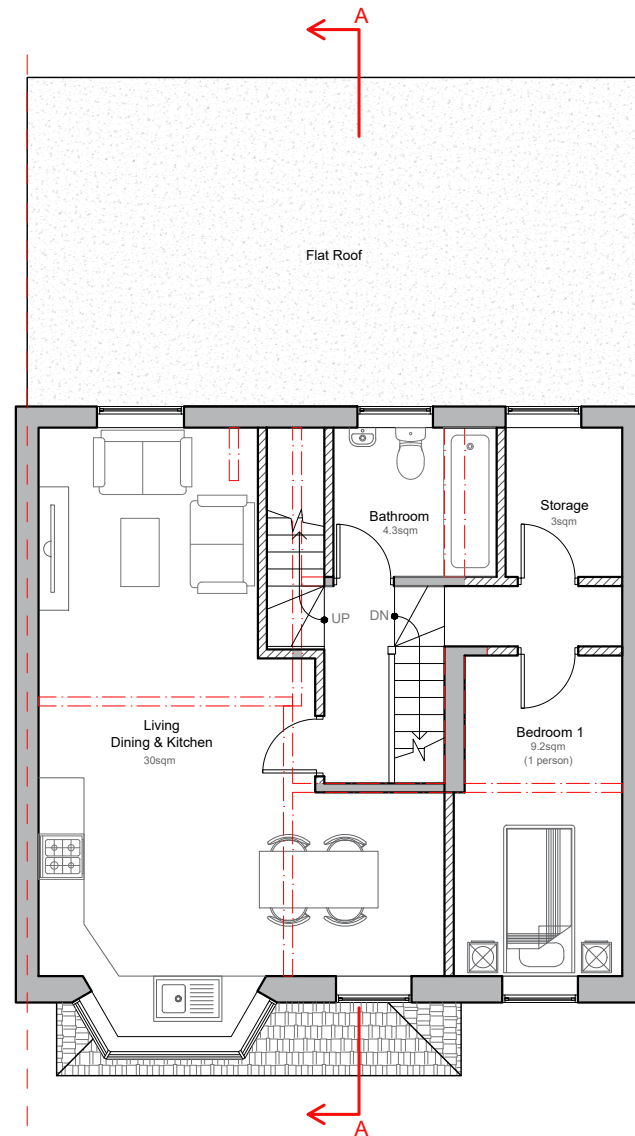 A
Flat Roof
Bathroom
4.3sqm
Storage
3sqm
UP
DN
Living
Dining & Kitchen
30sqm
Bedroom 1
9.2sqm
(1 person)
A